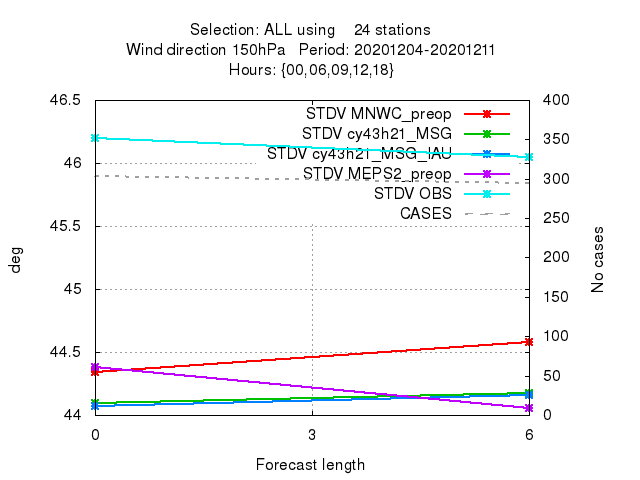 Selection: ALL using    24 stations
Wind direction 150hPa   Period: 20201204-20201211
Hours: {00,06,09,12,18}
46.5
46
45.5
45
44.5
44
deg
400
350
300
250
200
150
100
50
0
No cases
STDV MNWC_preop
STDV cy43h21_MSG
STDV cy43h21_MSG_IAU
STDV MEPS2_preop
STDV OBS
CASES
0 3 6
Forecast length